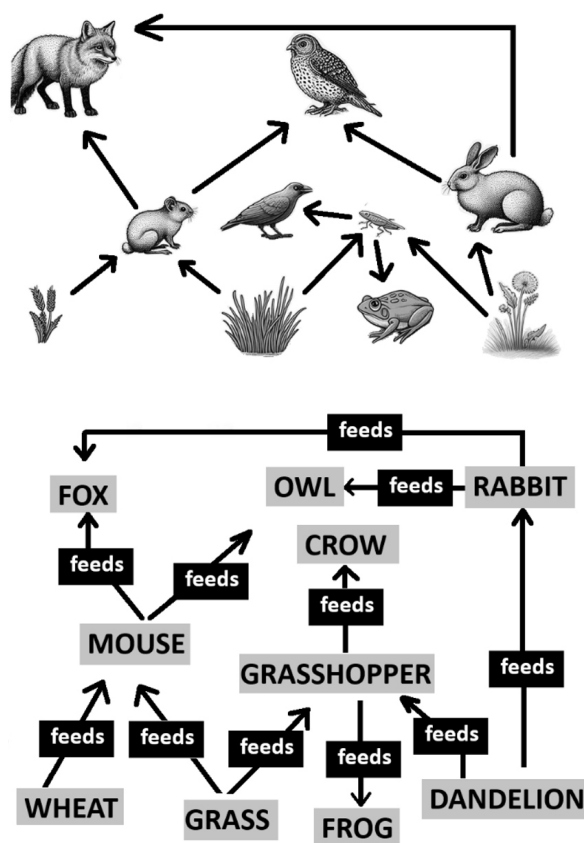 feeds
FOX
OWL
feeds
RABBIT
CROW
feeds
feeds
feeds
MOUSE
GRASSHOPPER
feeds
feeds
feeds
feeds
feeds
feeds
WHEAT
GRASS
FROG
DANDELION